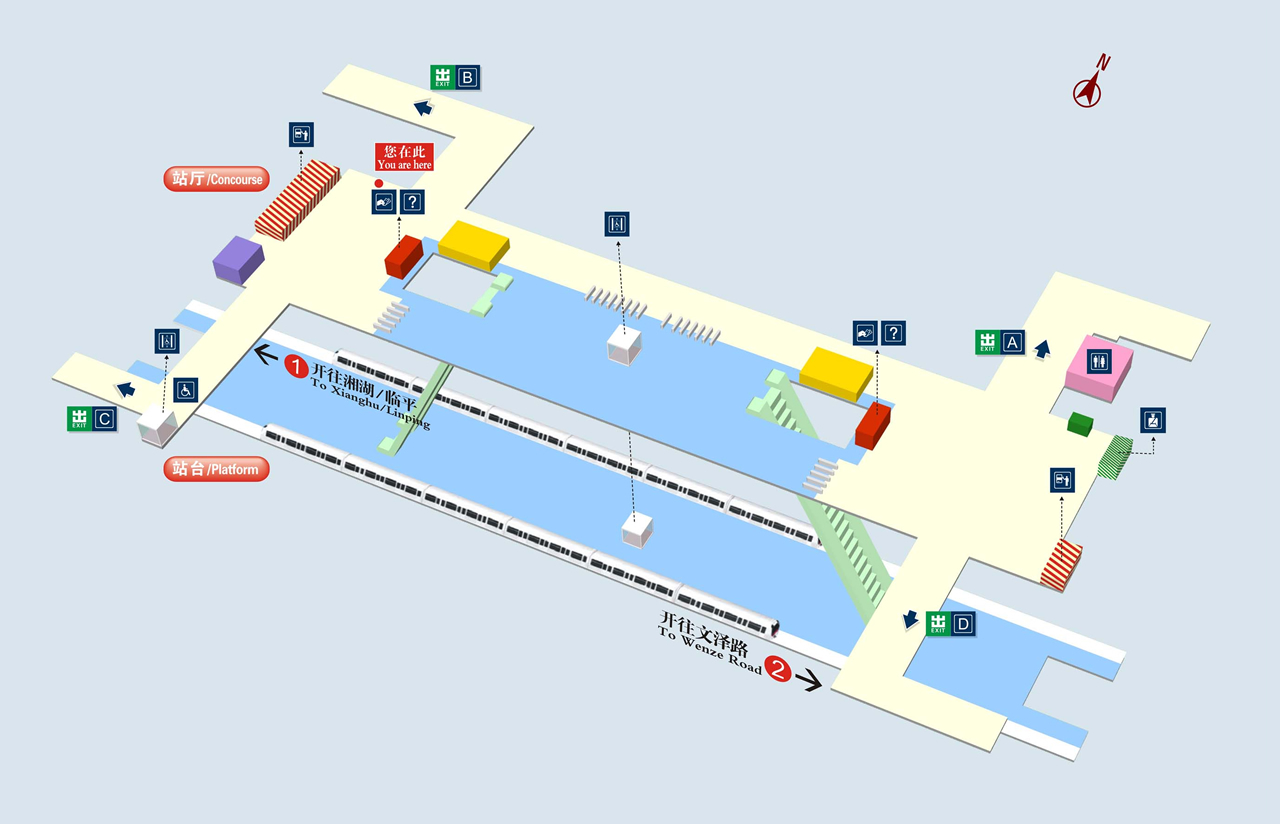 N
出 EXIT B
您在此
You are here
站厅/Concourse
?
?
出 EXIT A
1
开往湘湖/临平
To Xianghu/Linping
出 EXIT C
站台/Platform
开往文泽路
To Wenze Road
2
出 EXIT D